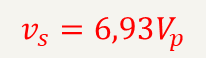 vₛ = 6,93Vₚ